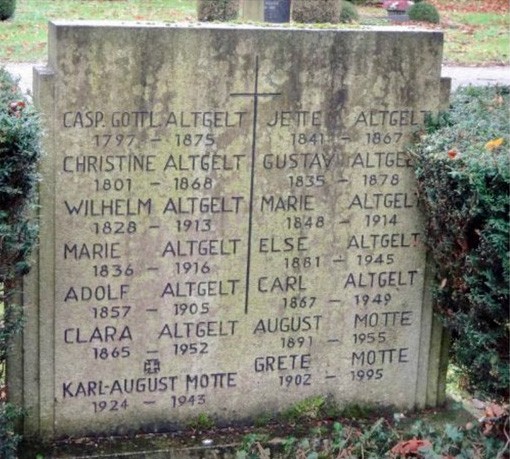 CASP. GOTTL. ALTGELT
1797 - 1875
CHRISTINE ALTGELT
1801 - 1868
WILHELM ALTGELT
1828 - 1913
MARIE ALTGELT
1836 - 1916
ADOLF ALTGELT
1857 - 1905
CLARA ALTGELT
1865 - 1952
KARL-AUGUST MOTTE
1924 - 1943
JETTE ALTGELT
1841 - 1867
GUSTAV ALTGELT
1835 - 1878
MARIE ALTGELT
1848 - 1914
ELSE ALTGELT
1881 - 1945
CARL ALTGELT
1867 - 1949
AUGUST MOTTE
1891 - 1955
GRETE MOTTE
1902 - 1995